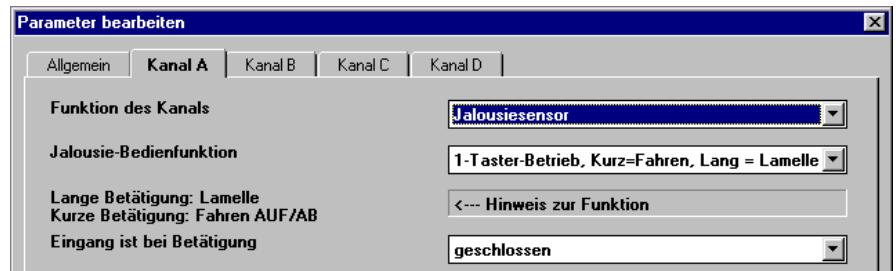 Parameter bearbeiten
Allgemein Kanal A Kanal B Kanal C Kanal D
Funktion des Kanals Jalousiesensor
Jalousie-Bedienfunktion 1-Taster-Betrieb, Kurz=Fahren, Lang = Lamelle
Lange Betätigung: Lamelle
Kurze Betätigung: Fahren AUF/AB
<--- Hinweis zur Funktion
Eingang ist bei Betätigung geschlossen